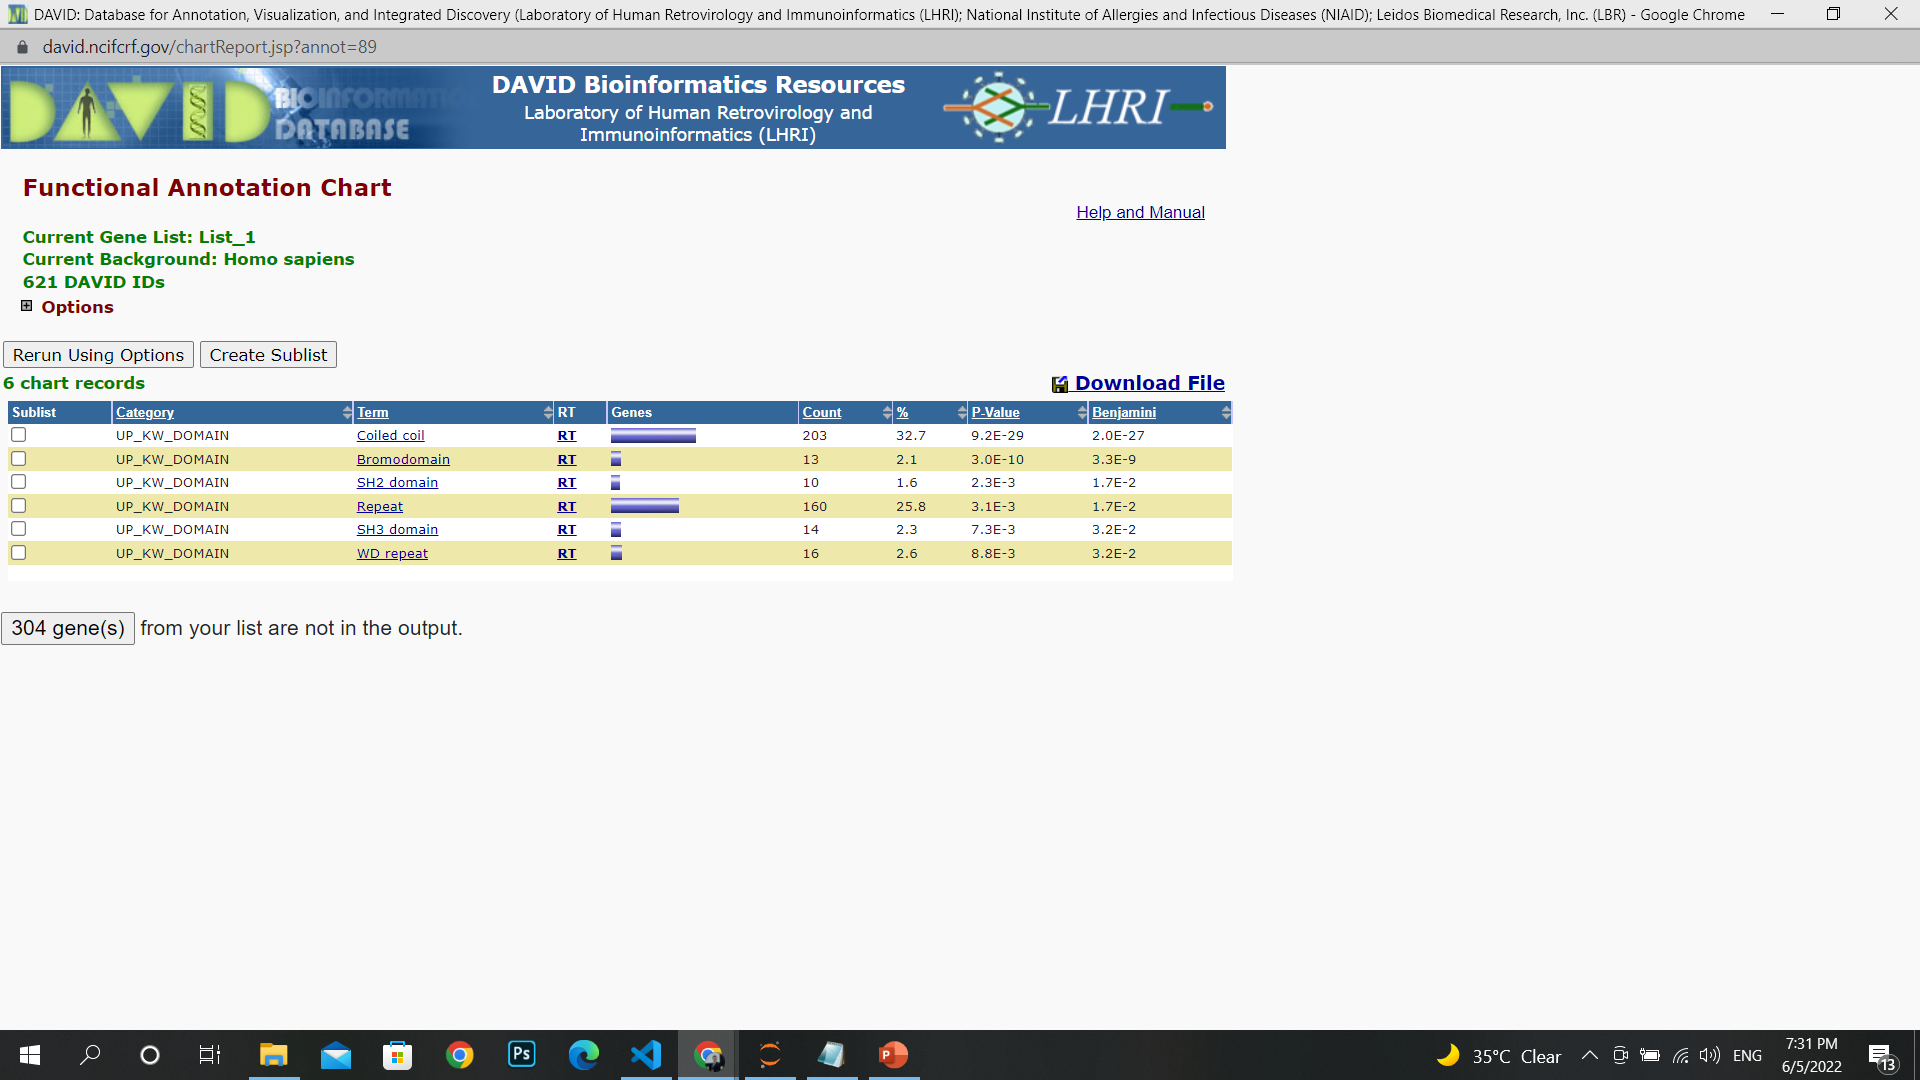 DAVID: Database for Annotation, Visualization, and Integrated Discovery (Laboratory of Human Retrovirology and Immunoinformatics (LHRI); National Institute of Allergies and Infectious Diseases (NIAID); Leidos Biomedical Research, Inc. (LBR) - Google Chrome
david.ncifcrf.gov/chartReport.jsp?annot=89
DAVID BIOINFORMATICS DATABASE
DAVID Bioinformatics Resources
Laboratory of Human Retrovirology and
Immunoinformatics (LHRI)
LHRI
Functional Annotation Chart
Help and Manual
Current Gene List: List_1
Current Background: Homo sapiens
621 DAVID IDs
Options
Rerun Using Options Create Sublist
6 chart records Download File
Sublist Category Term RT Genes Count % P-Value Benjamini
UP_KW_DOMAIN Coiled coil RT 203 32.7 9.2E-29 2.0E-27
UP_KW_DOMAIN Bromodomain RT 13 2.1 3.0E-10 3.3E-9
UP_KW_DOMAIN SH2 domain RT 10 1.6 2.3E-3 1.7E-2
UP_KW_DOMAIN Repeat RT 160 25.8 3.1E-3 1.7E-2
UP_KW_DOMAIN SH3 domain RT 14 2.3 7.3E-3 3.2E-2
UP_KW_DOMAIN WD repeat RT 16 2.6 8.8E-3 3.2E-2
304 gene(s) from your list are not in the output.
Ps
P
35°C Clear
ENG
7:31 PM
6/5/2022
13